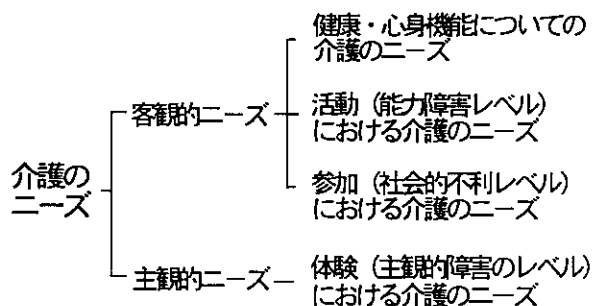 健康・心身機能についての
介護のニーズ
客観的ニーズ
活動（能力障害レベル）
における介護のニーズ
介護の
ニーズ
参加（社会的不利レベル）
における介護のニーズ
主観的ニーズ
体験（主観的障害のレベル）
における介護のニーズ